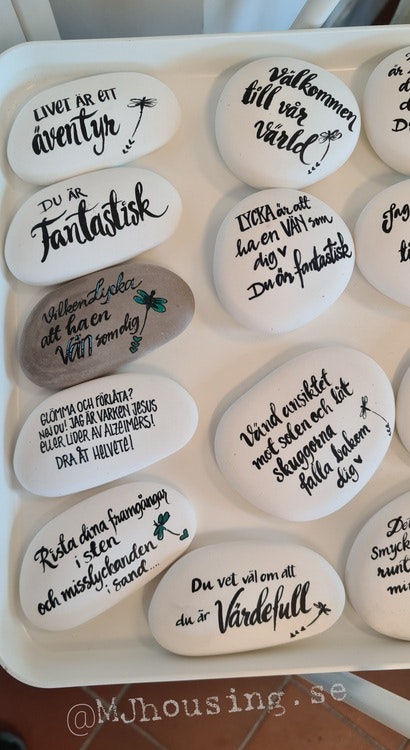 LIVET ÄR ETT
äventyr
DU ÄR
Fantastisk
Vilken Lycka
att ha en
VÄN som dig
GLÖMMA OCH FÖRLÅTA?
NEJ DU! JAG ÄR VARKEN JESUS
ELLER LIDER AV ALZEIMERS!
DRA ÅT HELVETE!
Rista dina framgångar
i sten
och misslyckanden
i sand....
Välkommen
till vår
värld
LYCKA är att
ha en VÄN som
dig
Du är fantastisk
Vänd ansiktet
mot solen och låt
skuggorna
falla bakom
dig
Du vet väl om att
du är Värdefull
@MJhousing.se